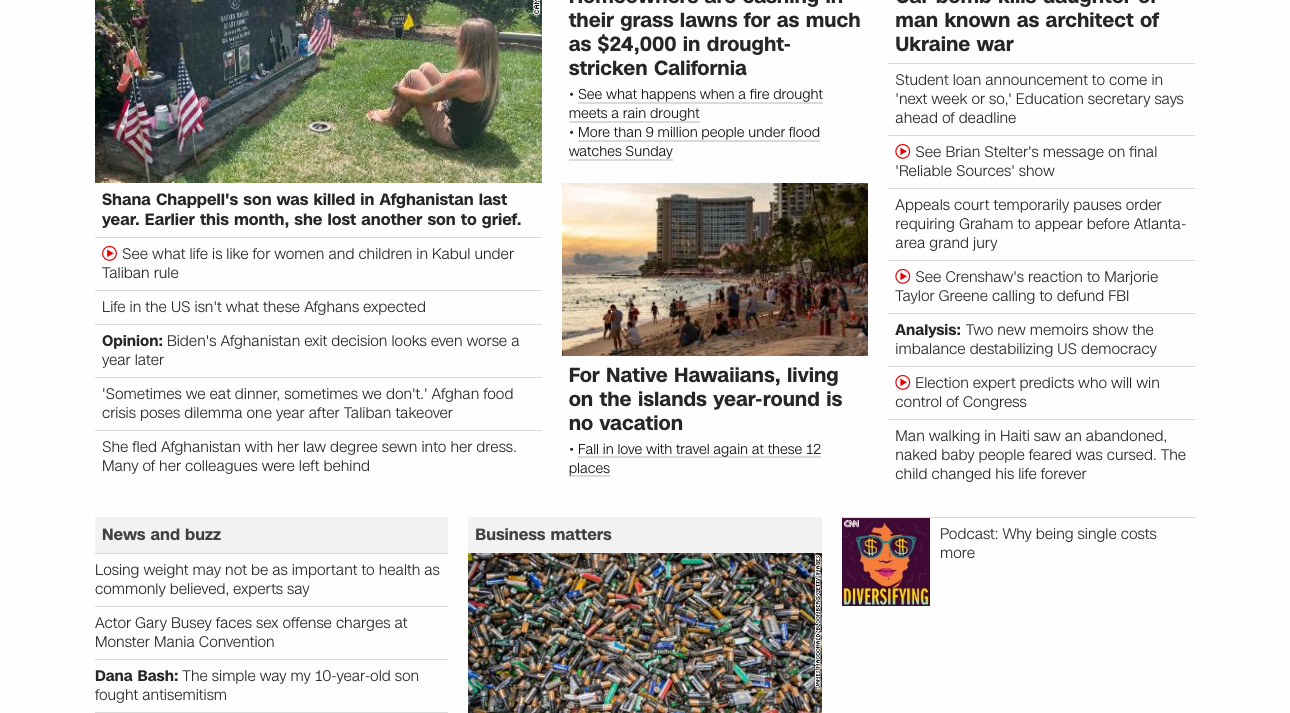 Shana Chappell's son was killed in Afghanistan last
year. Earlier this month, she lost another son to grief.
See what life is like for women and children in Kabul under
Taliban rule
Life in the US isn't what these Afghans expected
Opinion: Biden's Afghanistan exit decision looks even worse a
year later
'Sometimes we eat dinner, sometimes we don't.' Afghan food
crisis poses dilemma one year after Taliban takeover
She fled Afghanistan with her law degree sewn into her dress.
Many of her colleagues were left behind
Homeowners are cashing in
their grass lawns for as much
as $24,000 in drought-
stricken California
• See what happens when a fire drought
meets a rain drought
• More than 9 million people under flood
watches Sunday
For Native Hawaiians, living
on the islands year-round is
no vacation
• Fall in love with travel again at these 12
places
Car bomb kills daughter of
man known as architect of
Ukraine war
Student loan announcement to come in
'next week or so,' Education secretary says
ahead of deadline
See Brian Stelter's message on final
'Reliable Sources' show
Appeals court temporarily pauses order
requiring Graham to appear before Atlanta-
area grand jury
See Crenshaw's reaction to Marjorie
Taylor Greene calling to defund FBI
Analysis: Two new memoirs show the
imbalance destabilizing US democracy
Election expert predicts who will win
control of Congress
Man walking in Haiti saw an abandoned,
naked baby people feared was cursed. The
child changed his life forever
News and buzz
Losing weight may not be as important to health as
commonly believed, experts say
Actor Gary Busey faces sex offense charges at
Monster Mania Convention
Dana Bash: The simple way my 10-year-old son
fought antisemitism
Business matters
CNN
DIVERSIFYING
Podcast: Why being single costs
more